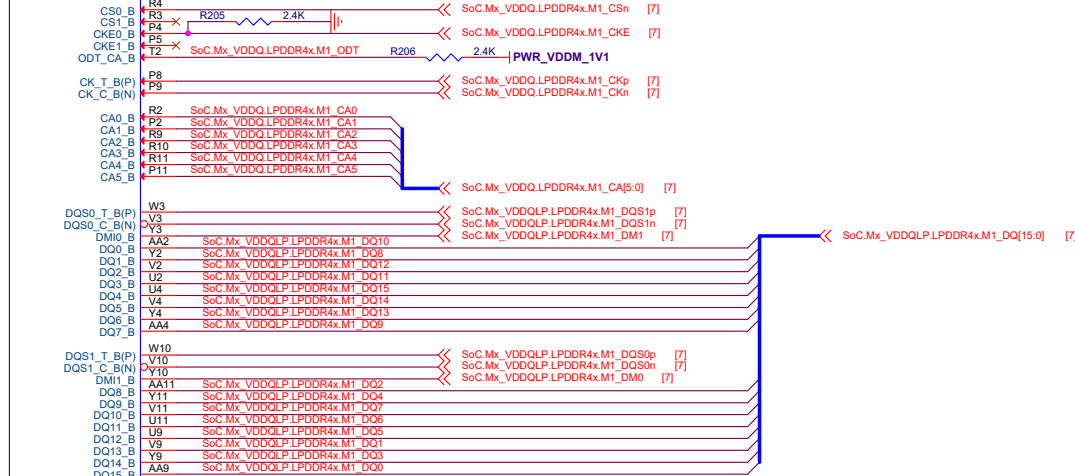 CS0_B R4 SoC.Mx_VDDQ.LPDDR4x.M1_CSn [7]
CS1_B R3 R205 2.4K
CKE0_B P4 SoC.Mx_VDDQ.LPDDR4x.M1_CKE [7]
CKE1_B P5
ODT_CA_B T2 SoC.Mx_VDDQ.LPDDR4x.M1_ODT R206 2.4K PWR_VDDM_1V1
CK_T_B(P) P8 SoC.Mx_VDDQ.LPDDR4x.M1_CKp [7]
CK_C_B(N) P9 SoC.Mx_VDDQ.LPDDR4x.M1_CKn [7]
CA0_B R2 SoC.Mx_VDDQ.LPDDR4x.M1_CA0
CA1_B P2 SoC.Mx_VDDQ.LPDDR4x.M1_CA1
CA2_B R9 SoC.Mx_VDDQ.LPDDR4x.M1_CA2
CA3_B R10 SoC.Mx_VDDQ.LPDDR4x.M1_CA3
CA4_B R11 SoC.Mx_VDDQ.LPDDR4x.M1_CA4
CA5_B P11 SoC.Mx_VDDQ.LPDDR4x.M1_CA5
SoC.Mx_VDDQ.LPDDR4x.M1_CA[5:0] [7]
DQS0_T_B(P) W3 SoC.Mx_VDDQLP.LPDDR4x.M1_DQS1p [7]
DQS0_C_B(N) V3 SoC.Mx_VDDQLP.LPDDR4x.M1_DQS1n [7]
DMI0_B Y3 SoC.Mx_VDDQLP.LPDDR4x.M1_DM1 [7] SoC.Mx_VDDQLP.LPDDR4x.M1_DQ[15:0] [7]
DQ0_B AA2 SoC.Mx_VDDQLP.LPDDR4x.M1_DQ10
DQ1_B Y2 SoC.Mx_VDDQLP.LPDDR4x.M1_DQ8
DQ2_B V2 SoC.Mx_VDDQLP.LPDDR4x.M1_DQ12
DQ3_B U2 SoC.Mx_VDDQLP.LPDDR4x.M1_DQ11
DQ4_B U4 SoC.Mx_VDDQLP.LPDDR4x.M1_DQ15
DQ5_B V4 SoC.Mx_VDDQLP.LPDDR4x.M1_DQ14
DQ6_B Y4 SoC.Mx_VDDQLP.LPDDR4x.M1_DQ13
DQ7_B AA4 SoC.Mx_VDDQLP.LPDDR4x.M1_DQ9
DQS1_T_B(P) W10 SoC.Mx_VDDQLP.LPDDR4x.M1_DQS0p [7]
DQS1_C_B(N) V10 SoC.Mx_VDDQLP.LPDDR4x.M1_DQS0n [7]
DMI1_B Y10 SoC.Mx_VDDQLP.LPDDR4x.M1_DM0 [7]
DQ8_B AA11 SoC.Mx_VDDQLP.LPDDR4x.M1_DQ2
DQ9_B Y11 SoC.Mx_VDDQLP.LPDDR4x.M1_DQ4
DQ10_B V11 SoC.Mx_VDDQLP.LPDDR4x.M1_DQ7
DQ11_B U11 SoC.Mx_VDDQLP.LPDDR4x.M1_DQ6
DQ12_B U9 SoC.Mx_VDDQLP.LPDDR4x.M1_DQ5
DQ13_B V9 SoC.Mx_VDDQLP.LPDDR4x.M1_DQ1
DQ14_B Y9 SoC.Mx_VDDQLP.LPDDR4x.M1_DQ3
DQ15_B AA9 SoC.Mx_VDDQLP.LPDDR4x.M1_DQ0